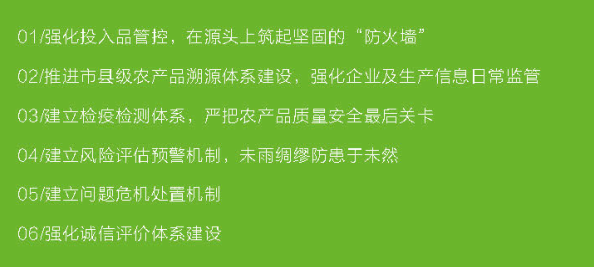 01/强化投入品管控，在源头上筑起坚固的“防火墙”
02/推进市县级农产品溯源体系建设，强化企业及生产信息日常监管
03/建立检疫检测体系，严把农产品质量安全最后关卡
04/建立风险评估预警机制，未雨绸缪防患于未然
05/建立问题危机处置机制
06/强化诚信评价体系建设